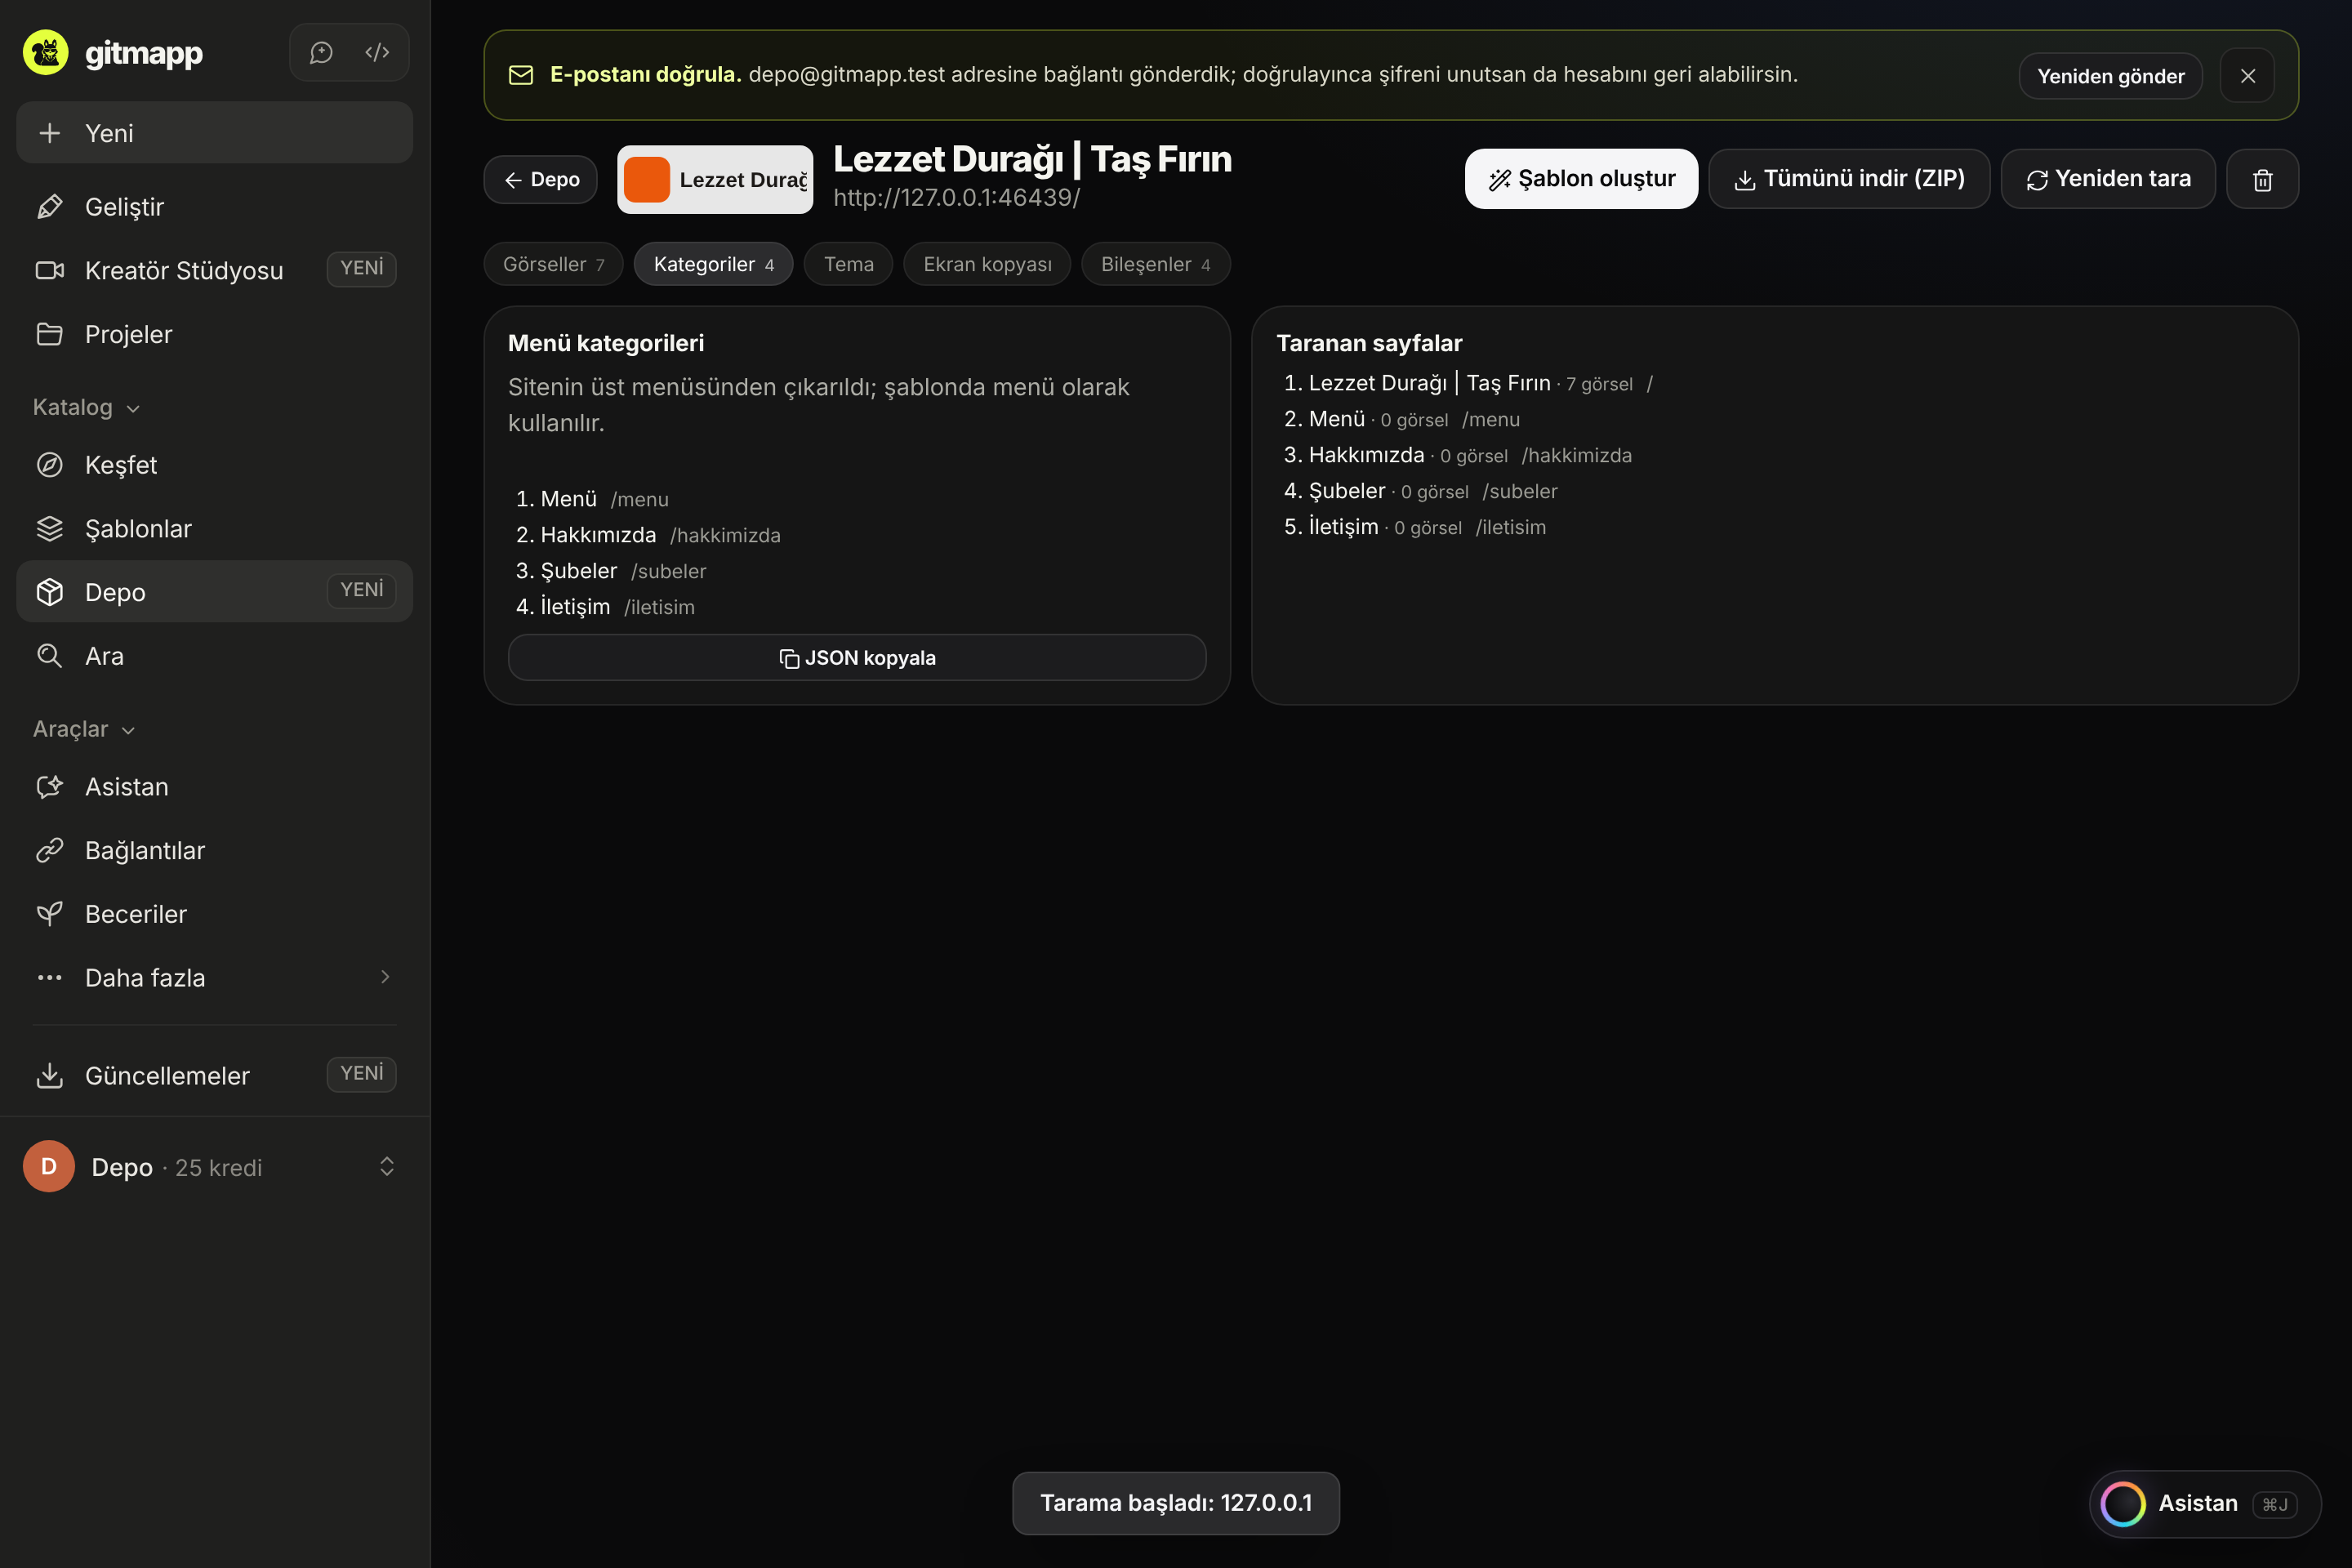 gitmapp
Yeni
Geliştir
Kreatör Stüdyosu YENİ
Projeler
Katalog
Keşfet
Şablonlar
Depo YENİ
Ara
Araçlar
Asistan
Bağlantılar
Beceriler
Daha fazla
Güncellemeler YENİ
D Depo · 25 kredi
E-postanı doğrula. depo@gitmapp.test adresine bağlantı gönderdik; doğrulayınca şifreni unutsan da hesabını geri alabilirsin. Yeniden gönder
Depo
Lezzet Durağ
Lezzet Durağı | Taş Fırın
http://127.0.0.1:46439/
Şablon oluştur
Tümünü indir (ZIP)
Yeniden tara
Görseller 7 Kategoriler 4 Tema Ekran kopyası Bileşenler 4
Menü kategorileri
Sitenin üst menüsünden çıkarıldı; şablonda menü olarak
kullanılır.
1. Menü /menu
2. Hakkımızda /hakkimizda
3. Şubeler /subeler
4. İletişim /iletisim
JSON kopyala
Taranan sayfalar
1. Lezzet Durağı | Taş Fırın · 7 görsel /
2. Menü · 0 görsel /menu
3. Hakkımızda · 0 görsel /hakkimizda
4. Şubeler · 0 görsel /subeler
5. İletişim · 0 görsel /iletisim
Tarama başladı: 127.0.0.1
Asistan ⌘J